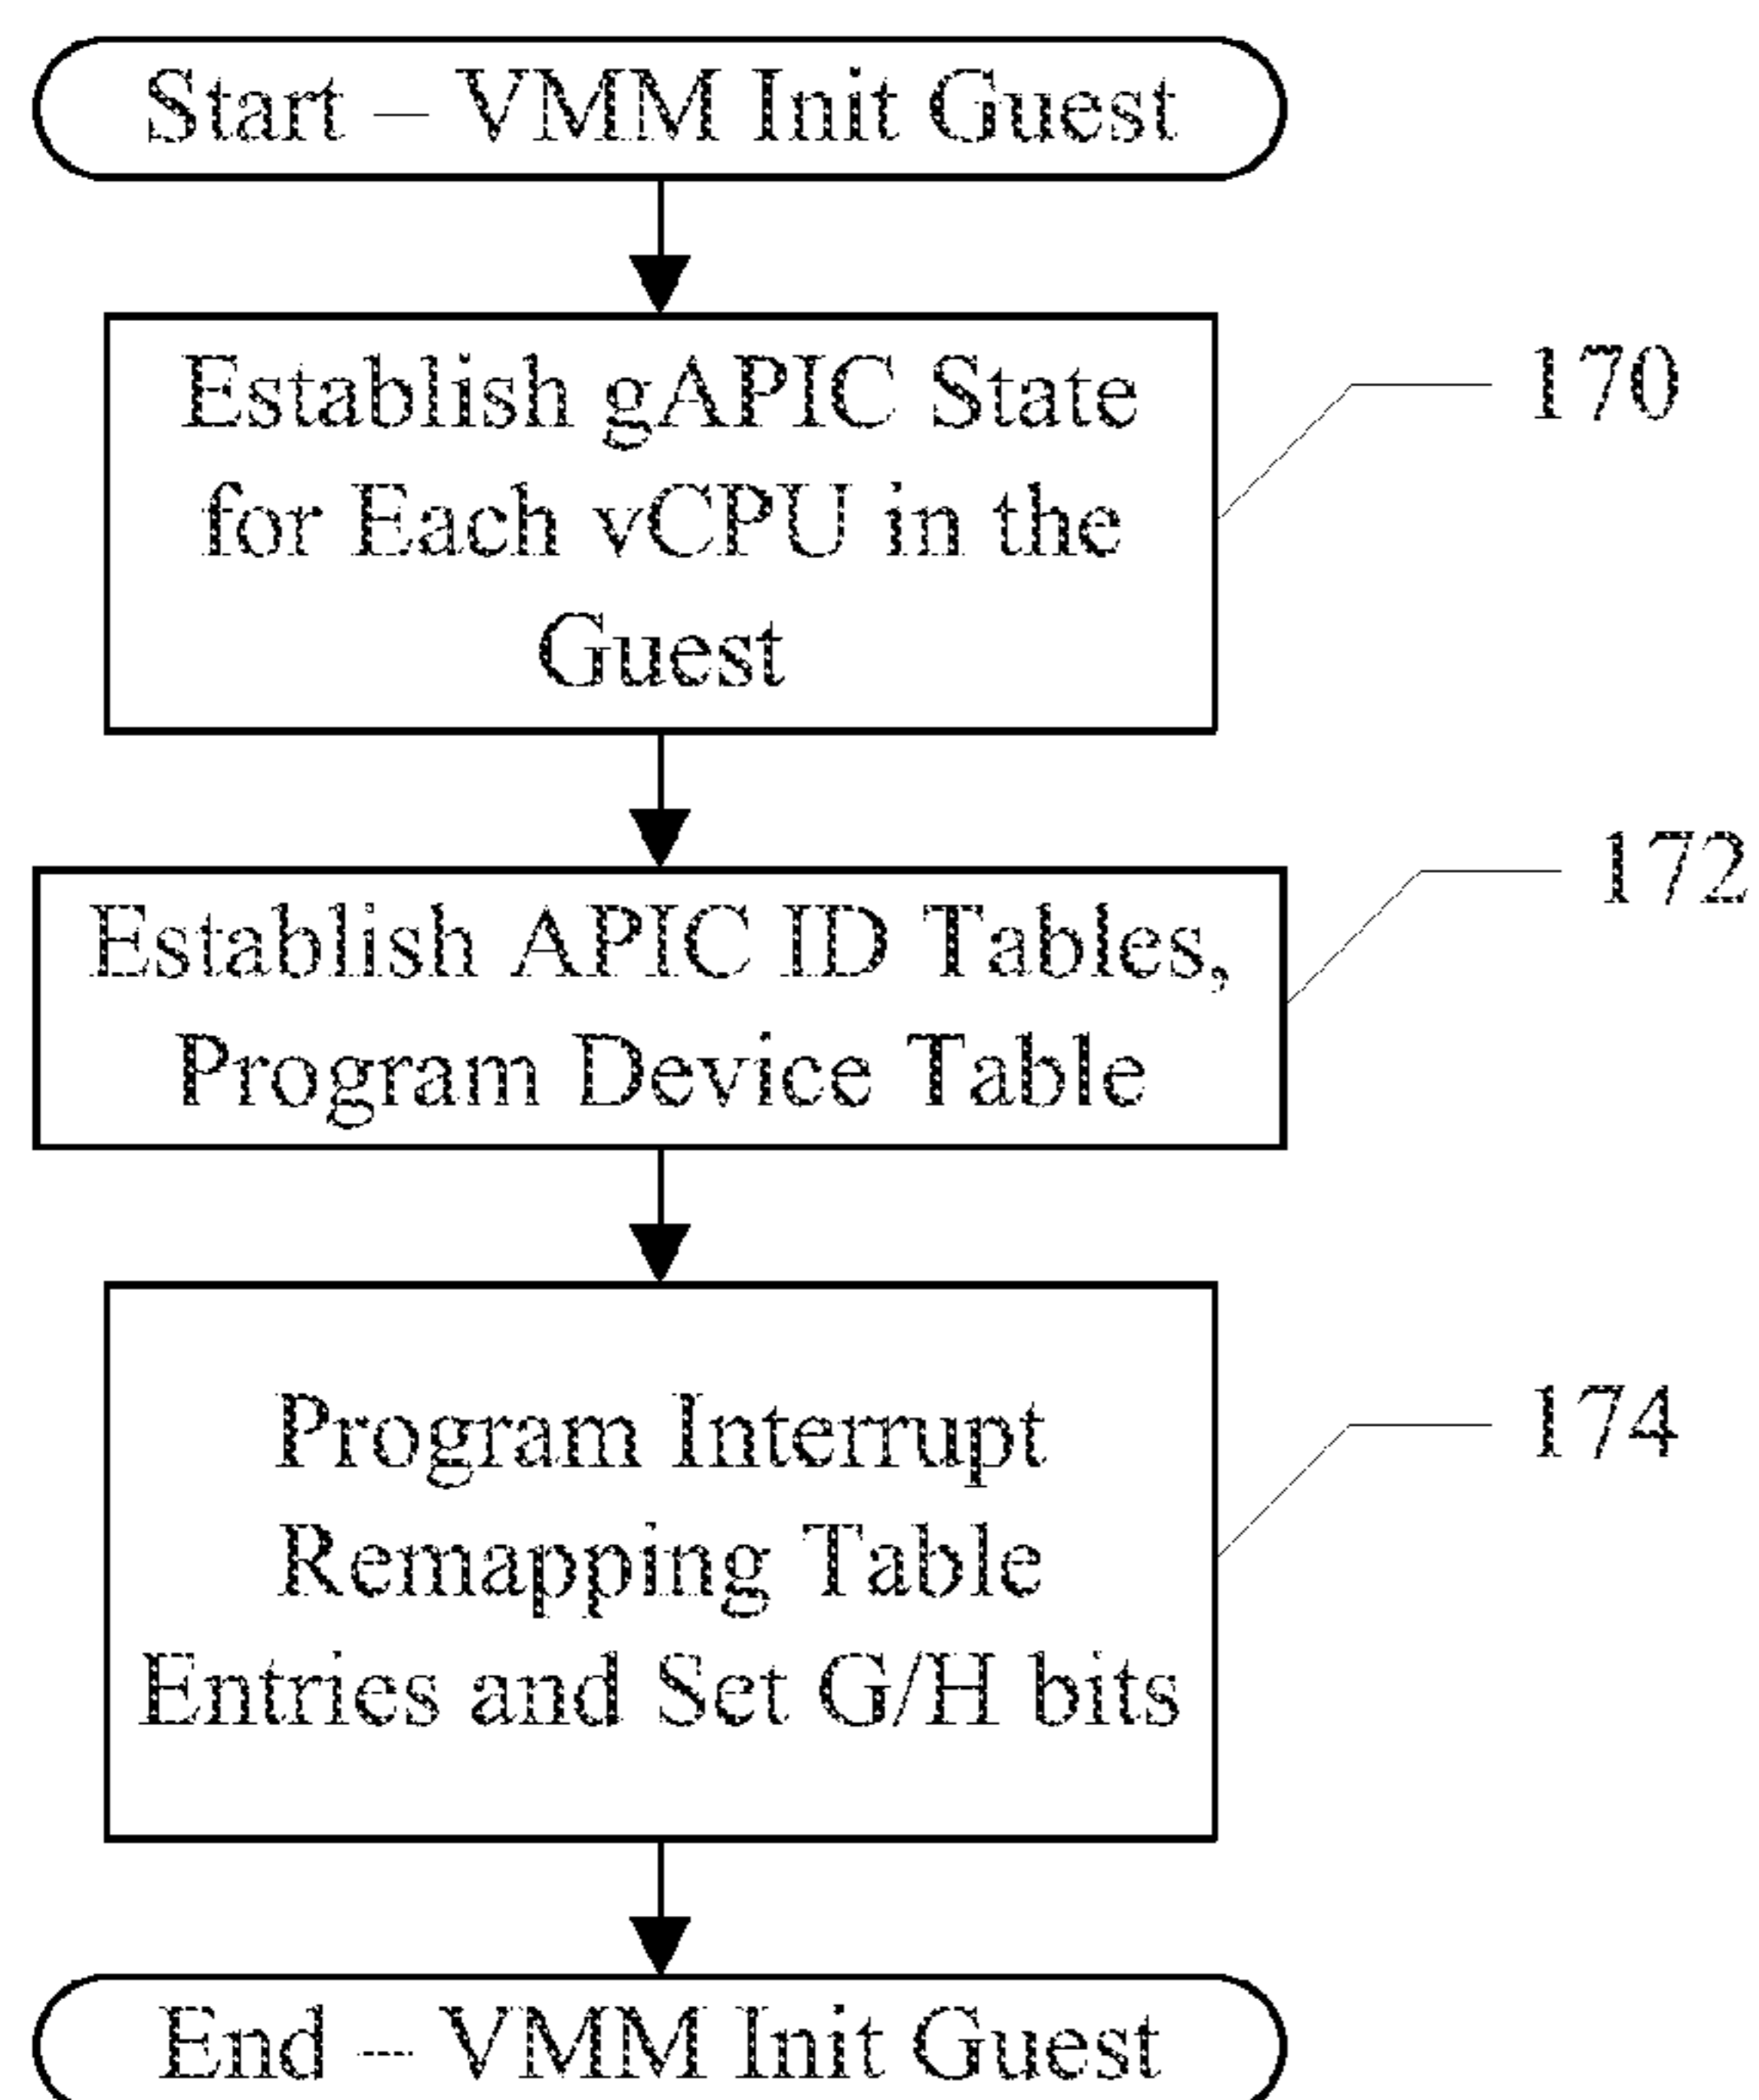 Start – VMM Init Guest
Establish gAPIC State
for Each vCPU in the
Guest
170
Establish APIC ID Tables,
Program Device Table
172
Program Interrupt
Remapping Table
Entries and Set G/H bits
174
End – VMM Init Guest